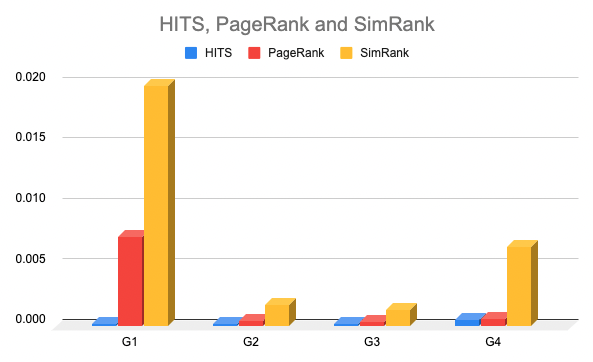 HITS, PageRank and SimRank
HITS PageRank SimRank
0.020
0.015
0.010
0.005
0.000
G1 G2 G3 G4